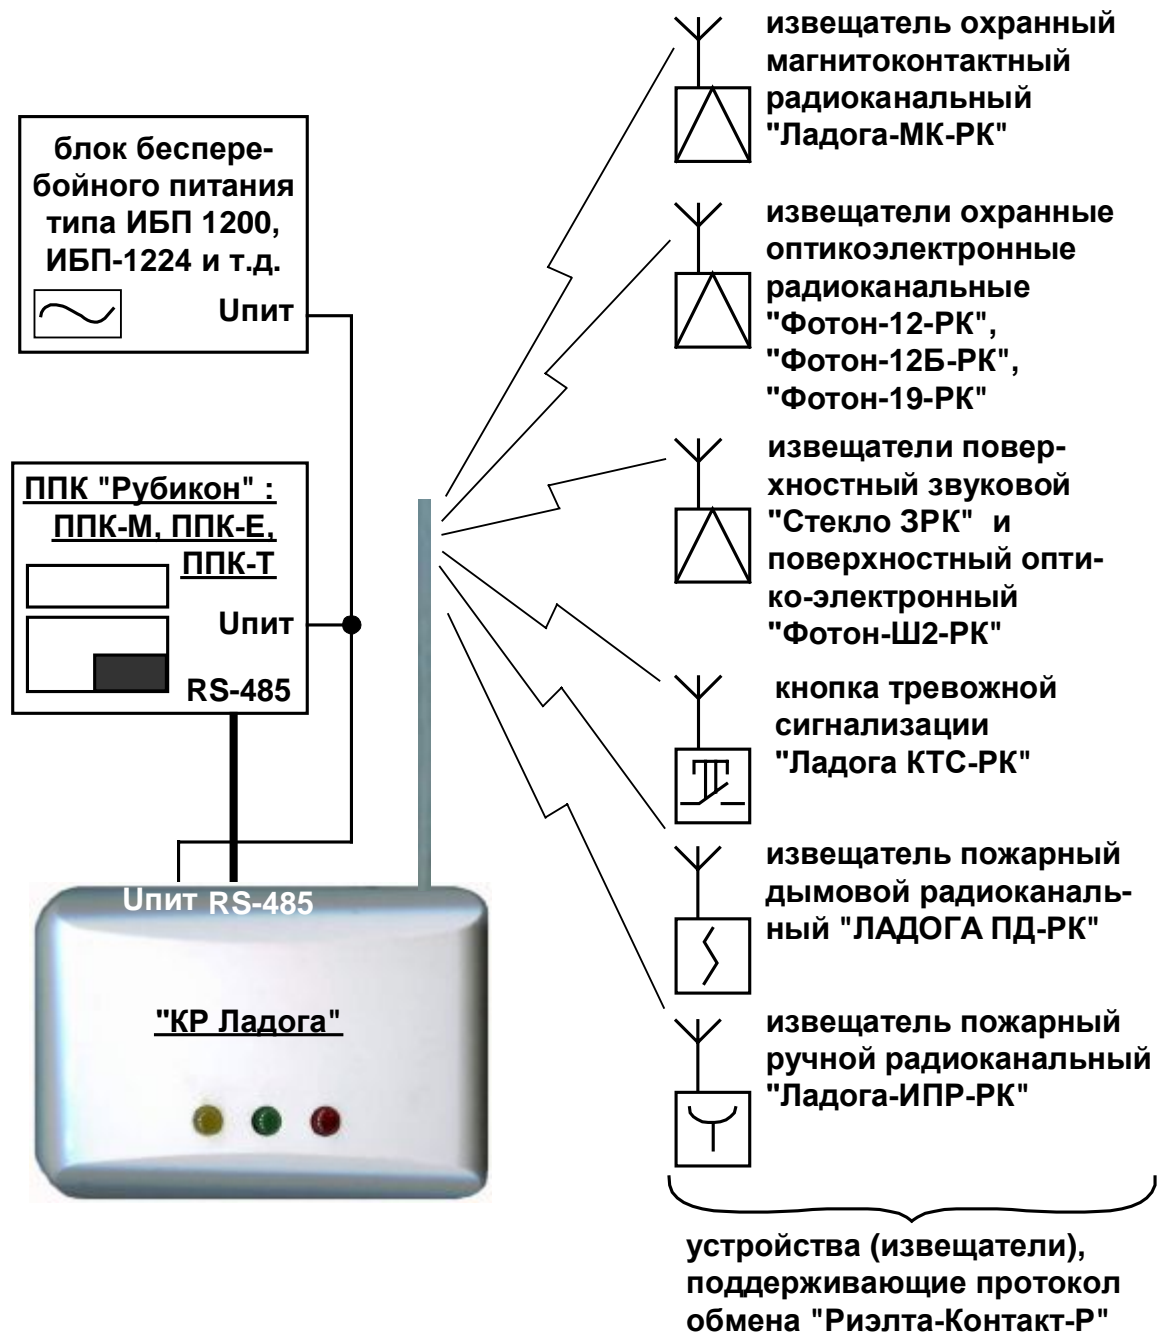 блок беспере-
бойного питания
типа ИБП 1200,
ИБП-1224 и т.д.
Uпит
ППК "Рубикон" :
ППК-М, ППК-Е,
ППК-Т
Uпит
RS-485
Uпит RS-485
"КР Ладога"
извещатель охранный
магнитоконтактный
радиоканальный
"Ладога-МК-РК"
извещатели охранные
оптикоэлектронные
радиоканальные
"Фотон-12-РК",
"Фотон-12Б-РК",
"Фотон-19-РК"
извещатели повер-
хностный звуковой
"Стекло ЗРК" и
поверхностный опти-
ко-электронный
"Фотон-Ш2-РК"
кнопка тревожной
сигнализации
"Ладога КТС-РК"
извещатель пожарный
дымовой радиоканаль-
ный "ЛАДОГА ПД-РК"
извещатель пожарный
ручной радиоканальный
"Ладога-ИПР-РК"
устройства (извещатели),
поддерживающие протокол
обмена "Риэлта-Контакт-Р"